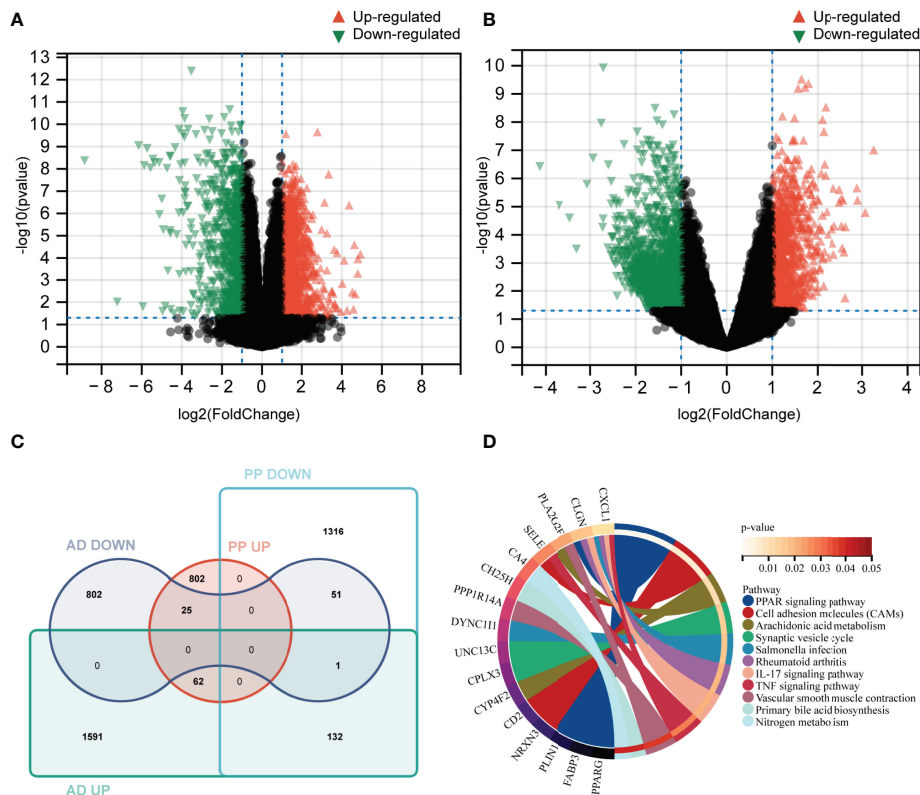 A
Up-regulated
Down-regulated
13
12
11
10
9
8
7
6
5
4
3
2
1
0
-log10(pvalue)
−8
−6
−4
−2
0
2
4
6
8
log2(FoldChange)
B
Up-regulated
Down-regulated
10
9
8
7
6
5
4
3
2
1
0
-log10(pvalue)
−4
−3
−2
−1
0
1
2
3
4
log2(FoldChange)
C
PP DOWN
1316
AD DOWN
PP UP
802
802
0
51
25
0
0
0
0
1
62
0
1591
132
AD UP
D
CXCL1
CLGN
PLA2G2F
SELE
CA4
CH25H
PPP1R14A
DYNC1I1
UNC13C
CPLX3
CYP4F2
CD2
NRXN3
PLIN1
FABP3
PPARG
p-value
0.01 0.02 0.03 0.04 0.05
Pathway
PPAR signaling pathway
Cell adhesion molecules (CAMs)
Arachidonic acid metabolism
Synaptic vesicle cycle
Salmonella infection
Rheumatoid arthritis
IL-17 signaling pathway
TNF signaling pathway
Vascular smooth muscle contraction
Primary bile acid biosynthesis
Nitrogen metabolism